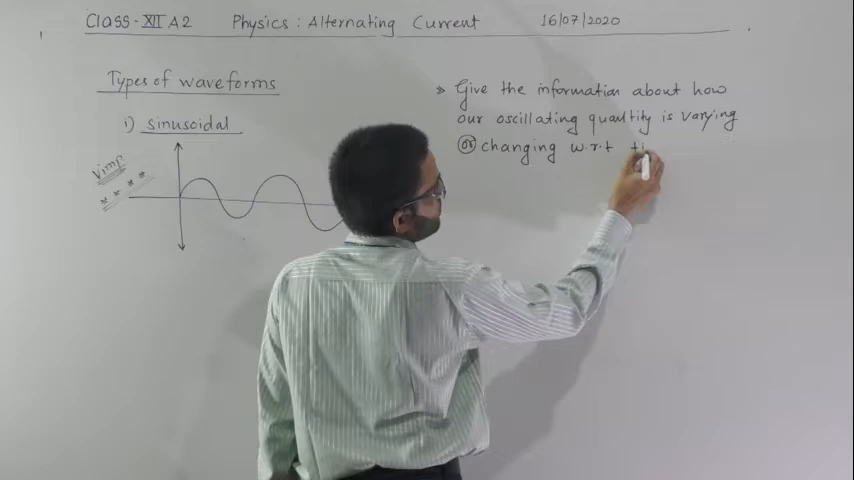 CLASS - XII A2 Physics : Alternating Current 16/07/2020
Types of waveforms
i) sinusoidal
Vimp
* * * *
» Give the information about how
our oscillating quantity is varying
or changing w.r.t ti